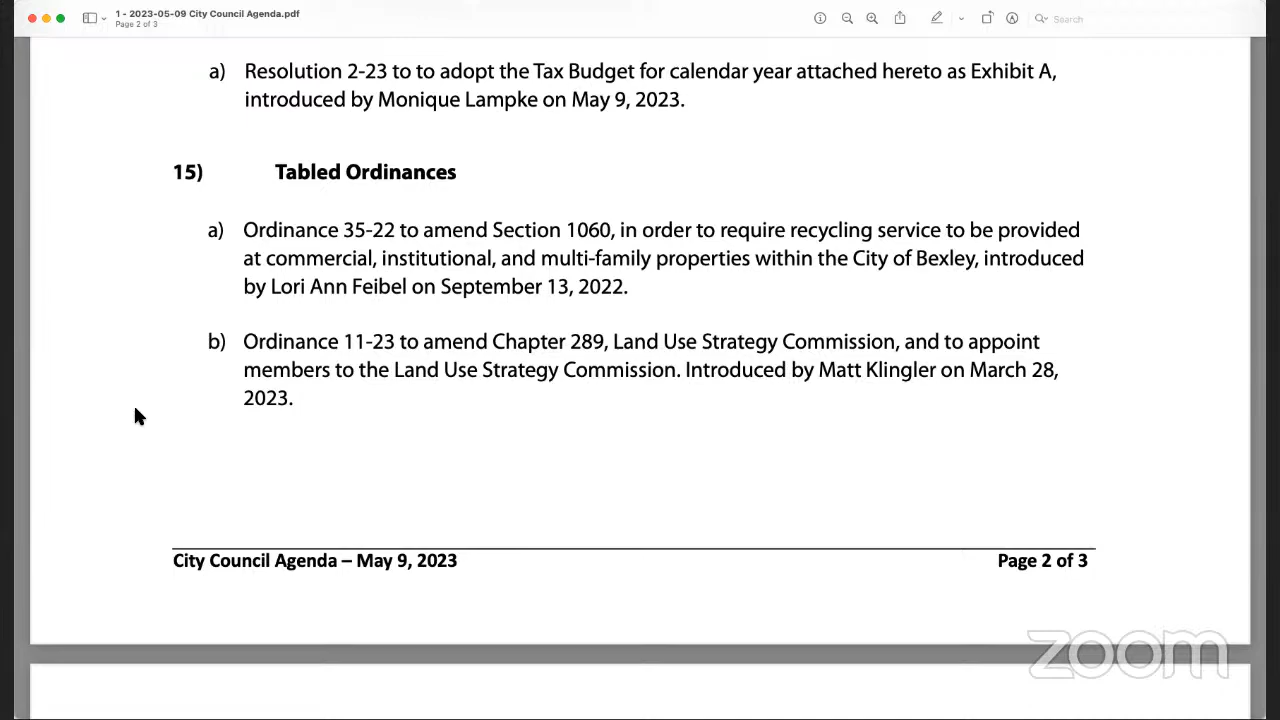 1 - 2023-05-09 City Council Agenda.pdf
Page 2 of 3
Search
a) Resolution 2-23 to to adopt the Tax Budget for calendar year attached hereto as Exhibit A,
introduced by Monique Lampke on May 9, 2023.
15) Tabled Ordinances
a) Ordinance 35-22 to amend Section 1060, in order to require recycling service to be provided
at commercial, institutional, and multi-family properties within the City of Bexley, introduced
by Lori Ann Feibel on September 13, 2022.
b) Ordinance 11-23 to amend Chapter 289, Land Use Strategy Commission, and to appoint
members to the Land Use Strategy Commission. Introduced by Matt Klingler on March 28,
2023.
City Council Agenda – May 9, 2023 Page 2 of 3
zoom